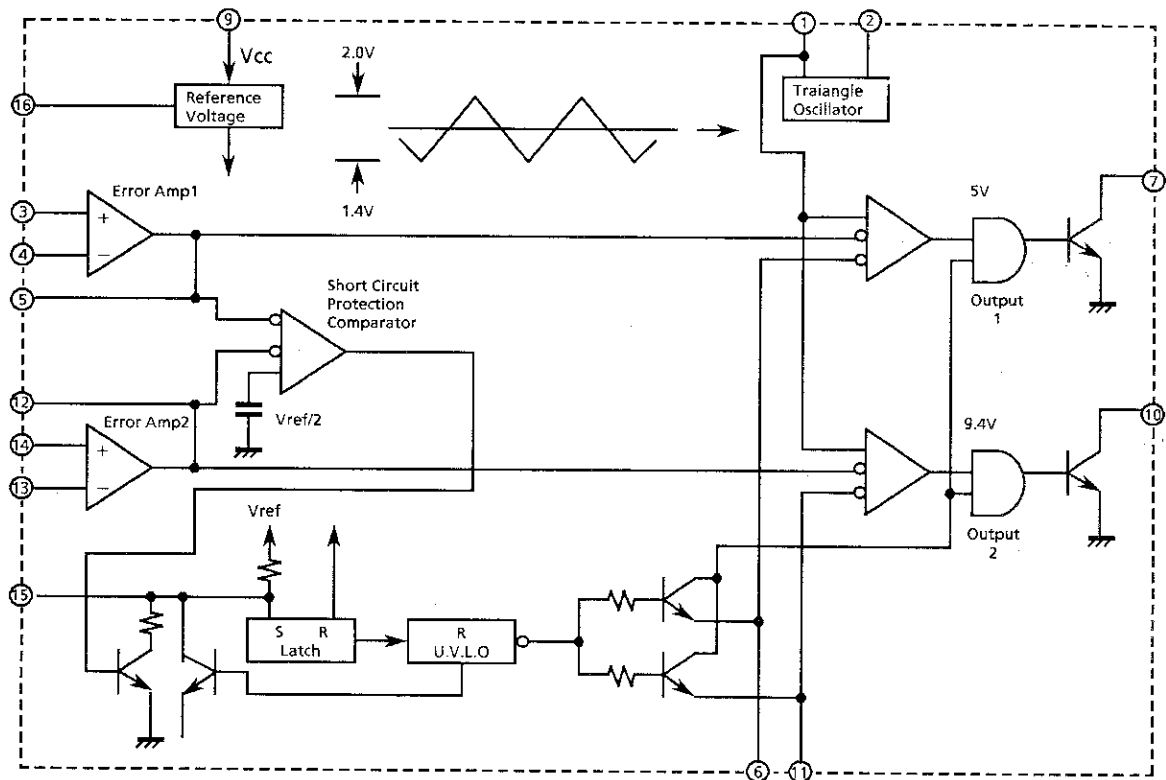 9
1
2
Vcc
2.0V
16
Reference
Voltage
Traiangle
Oscillator
Error Amp1
1.4V
3
+
4
−
5V
7
5
Short Circuit
Protection
Comparator
Output
1
12
Vref/2
Error Amp2
14
+
13
−
9.4V
10
Output
2
Vref
15
S R
Latch
R
U.V.L.O
6
11